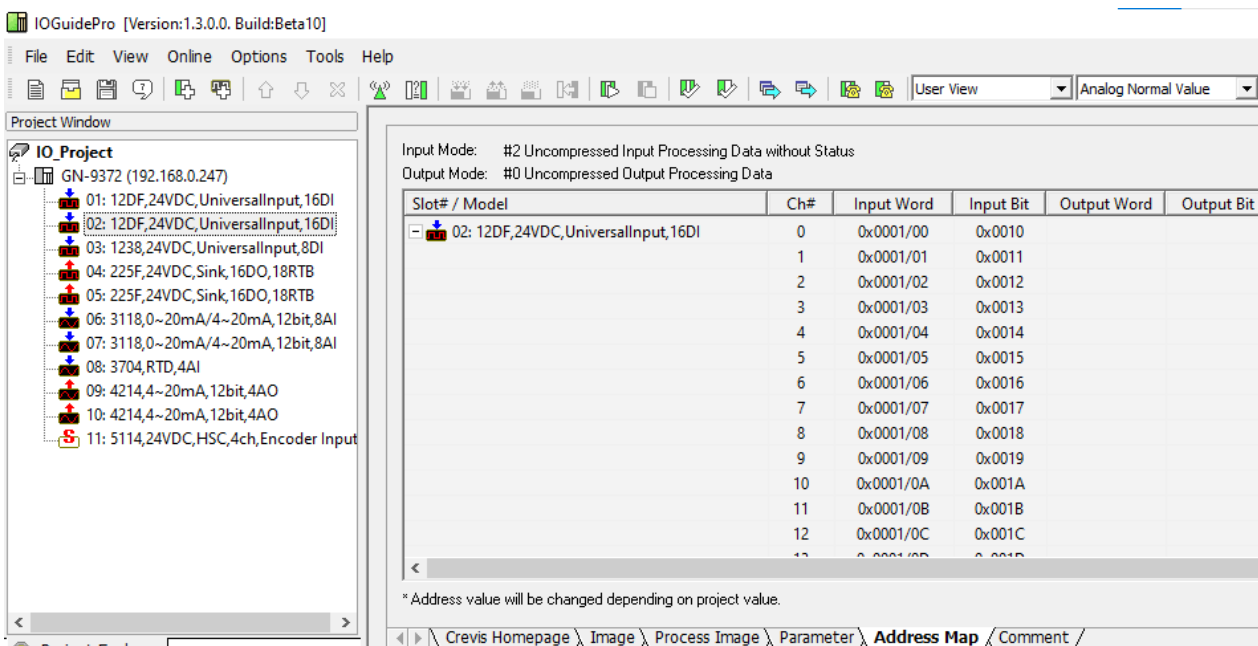 IOGuidePro [Version:1.3.0.0. Build:Beta10]
File Edit View Online Options Tools Help
User View Analog Normal Value
Project Window
IO_Project
GN-9372 (192.168.0.247)
01: 12DF,24VDC,UniversalInput,16DI
02: 12DF,24VDC,UniversalInput,16DI
03: 1238,24VDC,UniversalInput,8DI
04: 225F,24VDC,Sink,16DO,18RTB
05: 225F,24VDC,Sink,16DO,18RTB
06: 3118,0~20mA/4~20mA,12bit,8AI
07: 3118,0~20mA/4~20mA,12bit,8AI
08: 3704,RTD,4AI
09: 4214,4~20mA,12bit,4AO
10: 4214,4~20mA,12bit,4AO
11: 5114,24VDC,HSC,4ch,Encoder Input
Input Mode: #2 Uncompressed Input Processing Data without Status
Output Mode: #0 Uncompressed Output Processing Data
Slot# / Model Ch# Input Word Input Bit Output Word Output Bit
02: 12DF,24VDC,UniversalInput,16DI 0 0x0001/00 0x0010
1 0x0001/01 0x0011
2 0x0001/02 0x0012
3 0x0001/03 0x0013
4 0x0001/04 0x0014
5 0x0001/05 0x0015
6 0x0001/06 0x0016
7 0x0001/07 0x0017
8 0x0001/08 0x0018
9 0x0001/09 0x0019
10 0x0001/0A 0x001A
11 0x0001/0B 0x001B
12 0x0001/0C 0x001C
* Address value will be changed depending on project value.
Crevis Homepage Image Process Image Parameter Address Map Comment